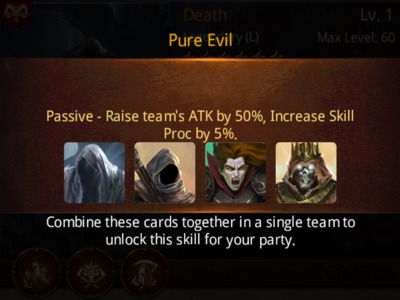 Death
Lv. 1
Pure Evil
(L)
Max Level: 60
Passive - Raise team's ATK by 50%, Increase Skill
Proc by 5%.
Combine these cards together in a single team to
unlock this skill for your party.